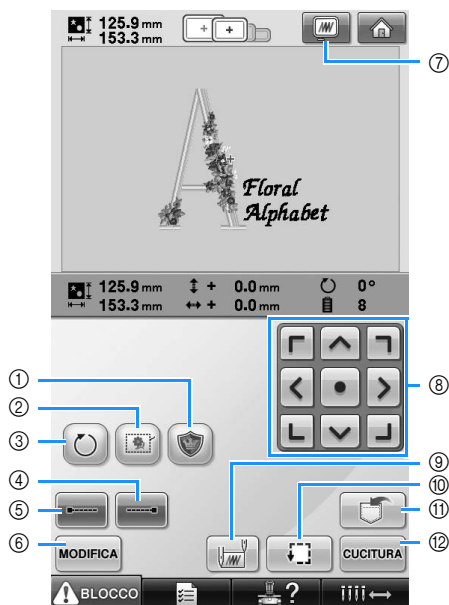 125.9 mm
153.3 mm
⑦
Floral
Alphabet
125.9 mm + 0.0 mm 0°
153.3 mm + 0.0 mm 8
①
②
③
④
⑤
⑥
⑧
⑨
⑩
⑪
⑫
MODIFICA
CUCITURA
BLOCCO
?